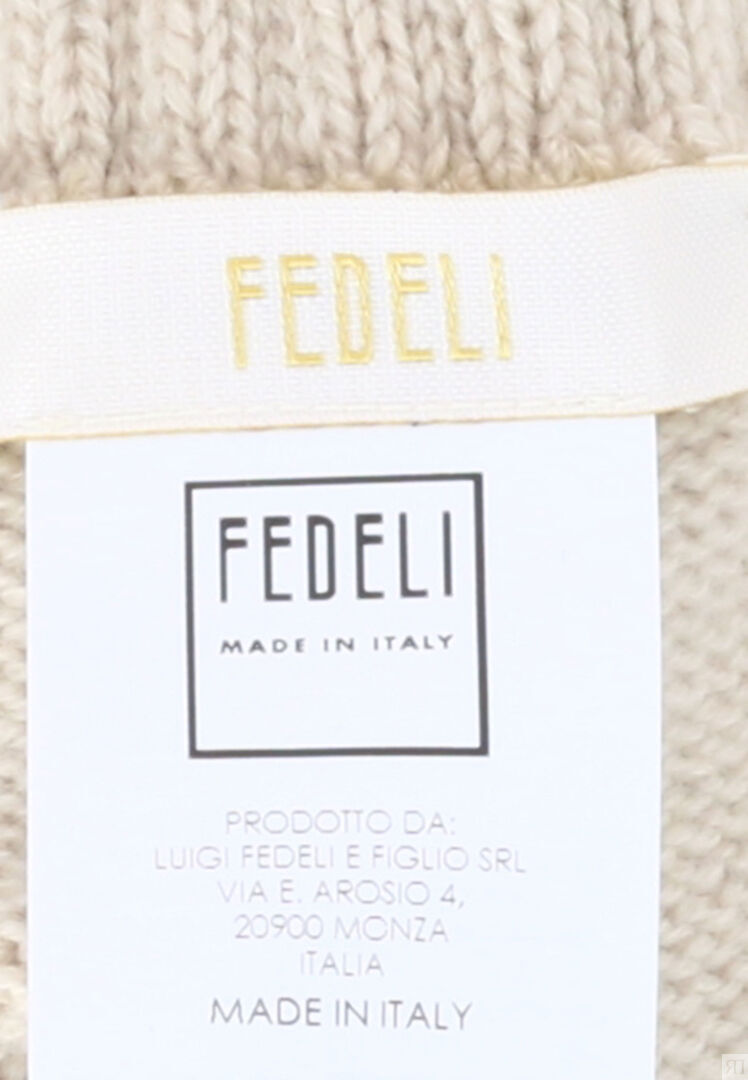 FEDELI
FEDELI
MADE IN ITALY
PRODOTTO DA:
LUIGI FEDELI E FIGLIO SRL
VIA E. AROSIO 4,
20900 MONZA
ITALIA
MADE IN ITALY